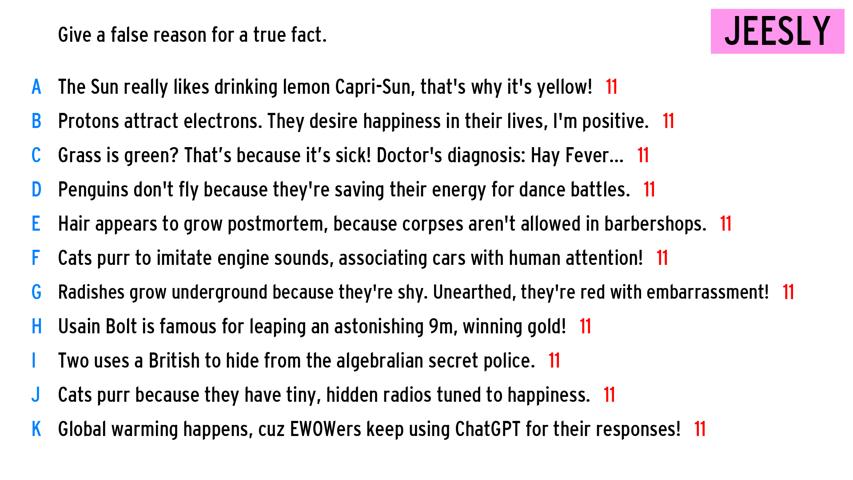 Give a false reason for a true fact.
JEESLY
A The Sun really likes drinking lemon Capri-Sun, that's why it's yellow! 11
B Protons attract electrons. They desire happiness in their lives, I'm positive. 11
C Grass is green? That’s because it’s sick! Doctor's diagnosis: Hay Fever... 11
D Penguins don't fly because they're saving their energy for dance battles. 11
E Hair appears to grow postmortem, because corpses aren't allowed in barbershops. 11
F Cats purr to imitate engine sounds, associating cars with human attention! 11
G Radishes grow underground because they're shy. Unearthed, they're red with embarrassment! 11
H Usain Bolt is famous for leaping an astonishing 9m, winning gold! 11
I Two uses a British to hide from the algebralian secret police. 11
J Cats purr because they have tiny, hidden radios tuned to happiness. 11
K Global warming happens, cuz EWOWers keep using ChatGPT for their responses! 11